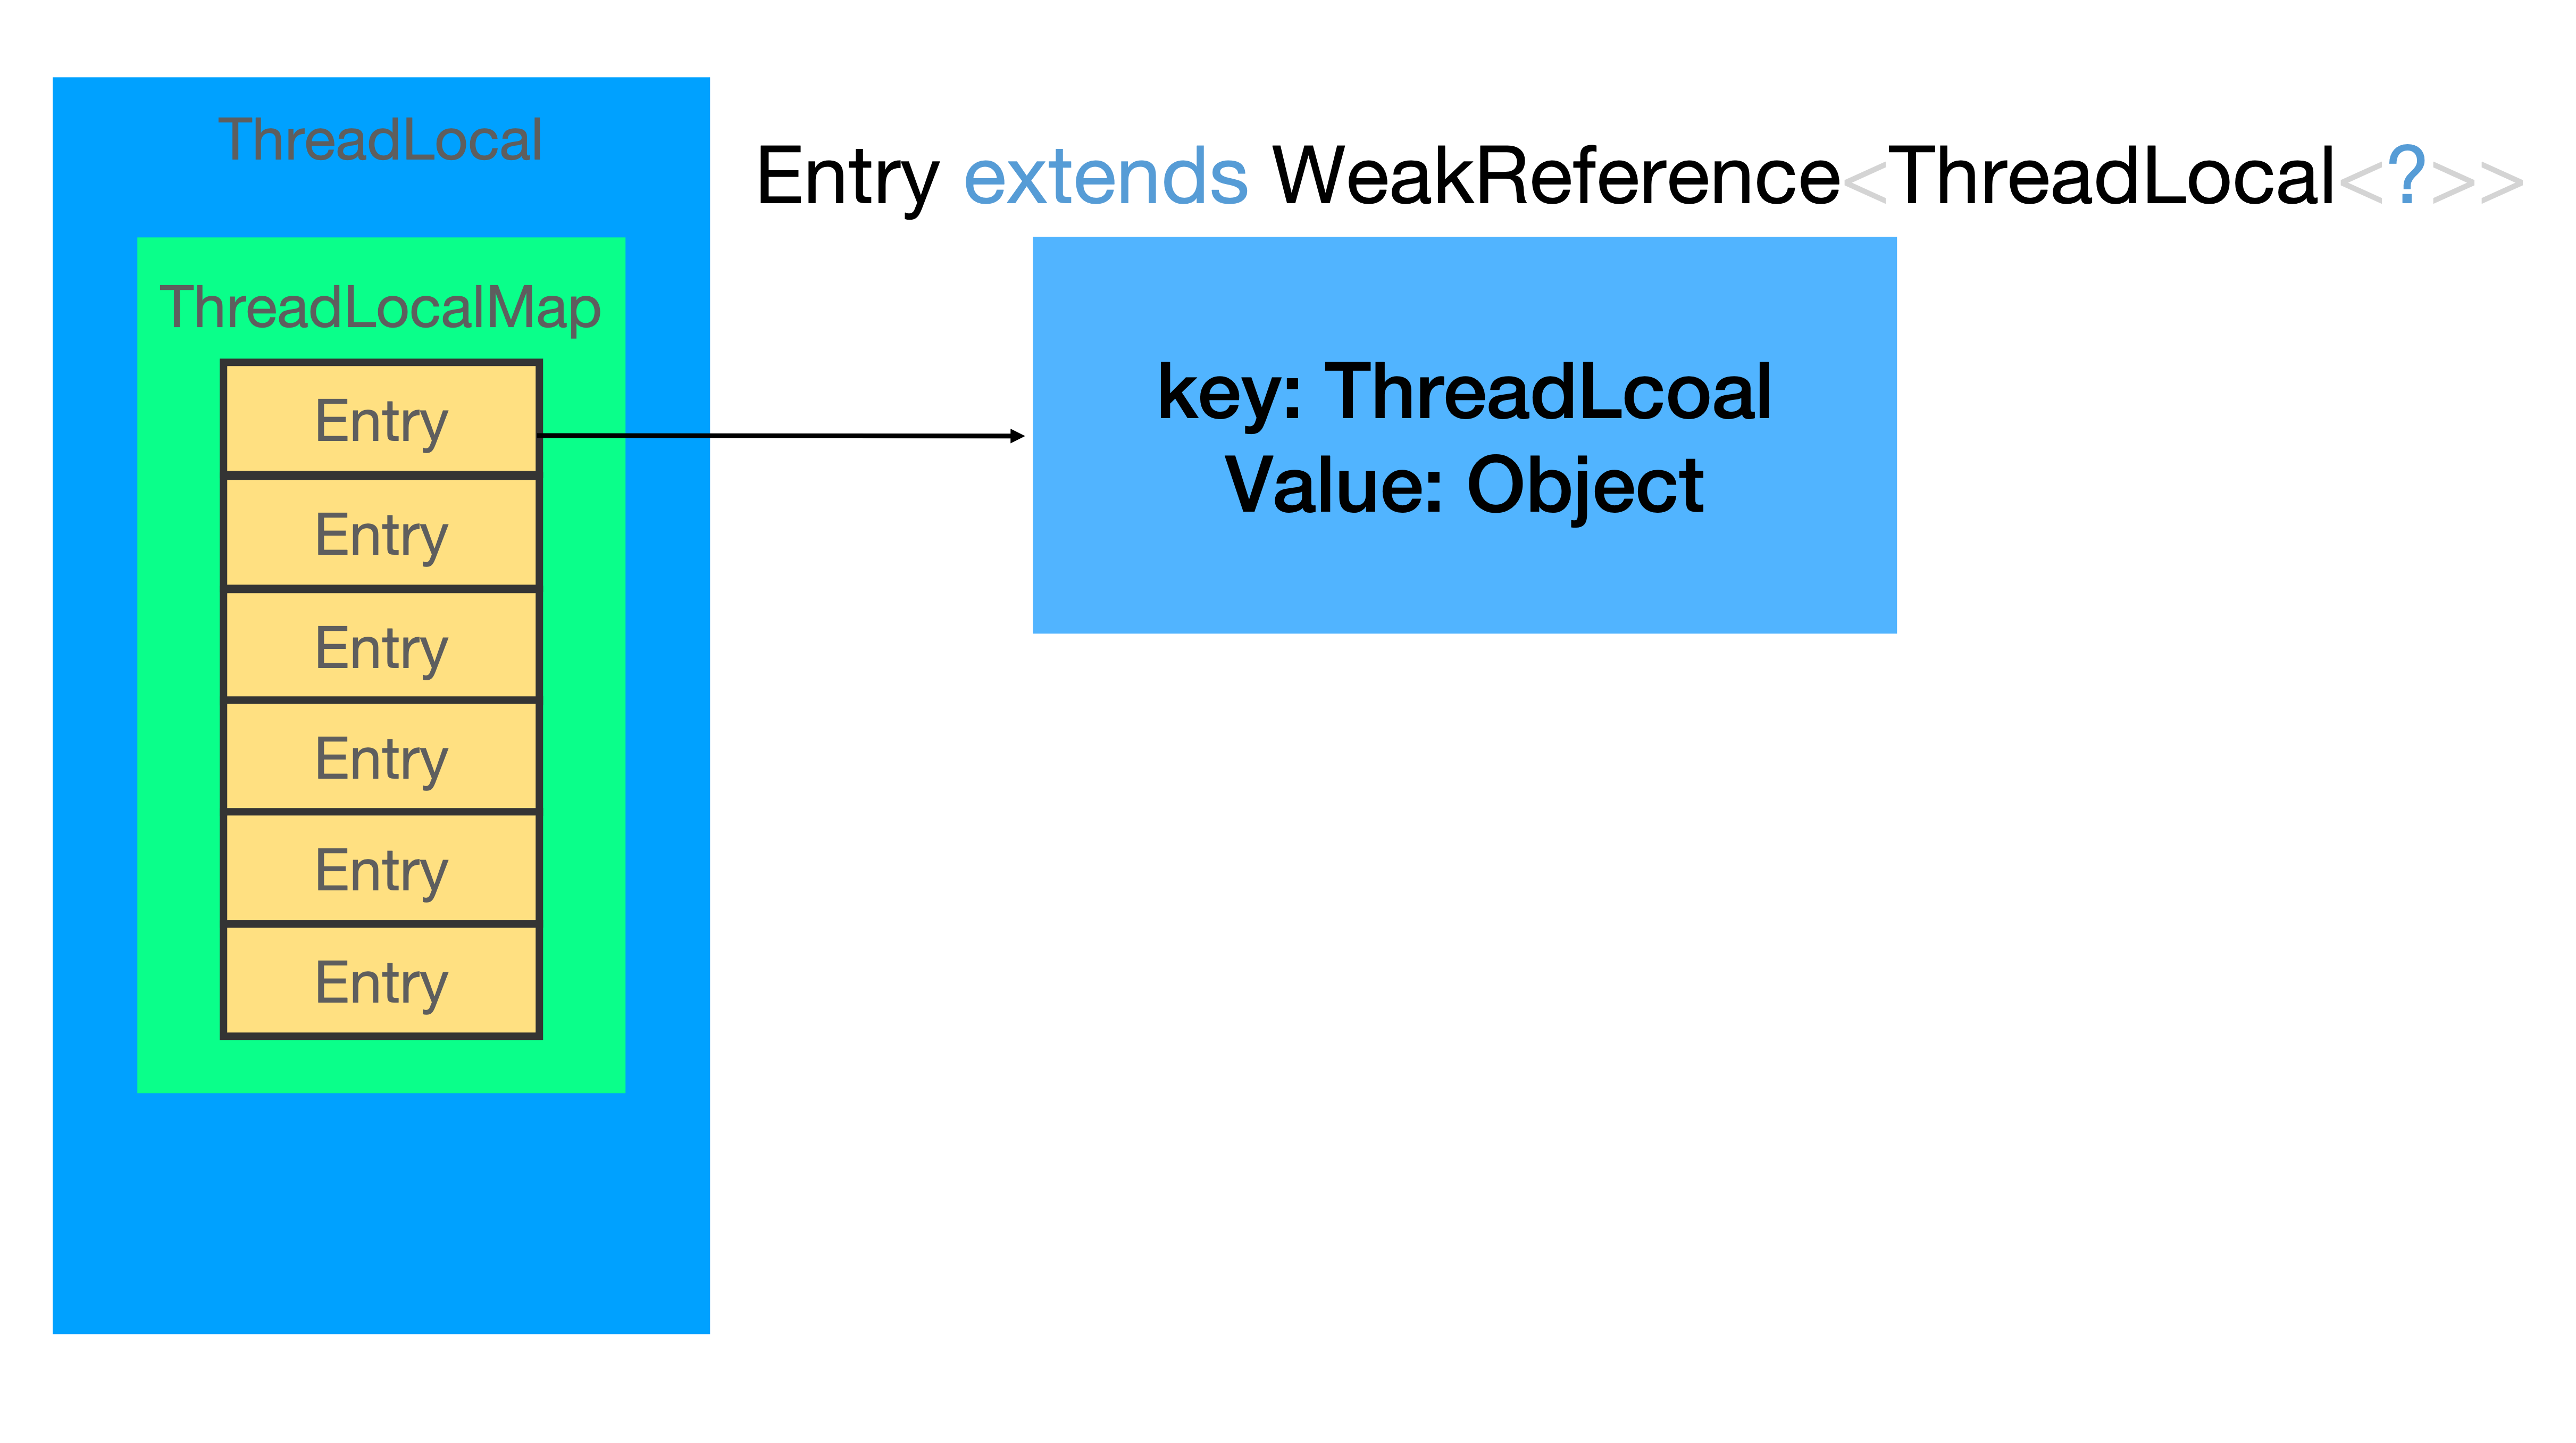 ThreadLocal
Entry extends WeakReference<ThreadLocal<?>>
ThreadLocalMap
Entry
Entry
Entry
Entry
Entry
Entry
key: ThreadLcoal
Value: Object